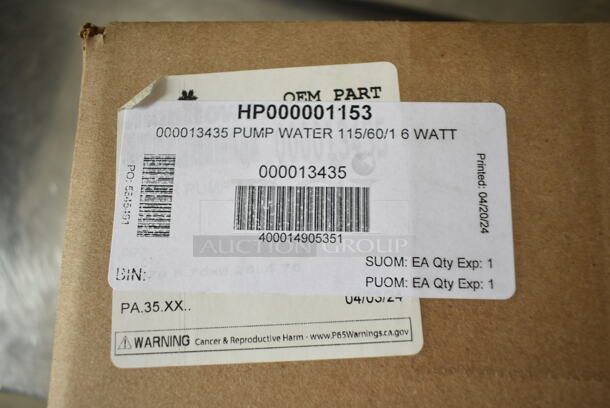 OEM PART
HP000001153
000013435 PUMP WATER 115/60/1 6 WATT
000013435
400014905351
Printed: 04/20/24
AUCTION GROUP
SUOM: EA Qty Exp: 1
BIN:
PUOM: EA Qty Exp: 1
PA.35.XX..
04/03/24
WARNING Cancer & Reproductive Harm - www.P65Warnings.ca.gov